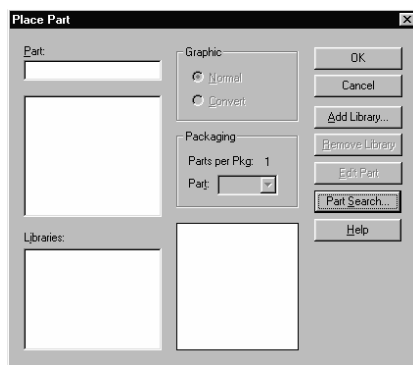 Place Part
Part:
Libraries:
Graphic
Normal
Convert
Packaging
Parts per Pkg: 1
Part:
OK
Cancel
Add Library...
Remove Library
Edit Part
Part Search...
Help